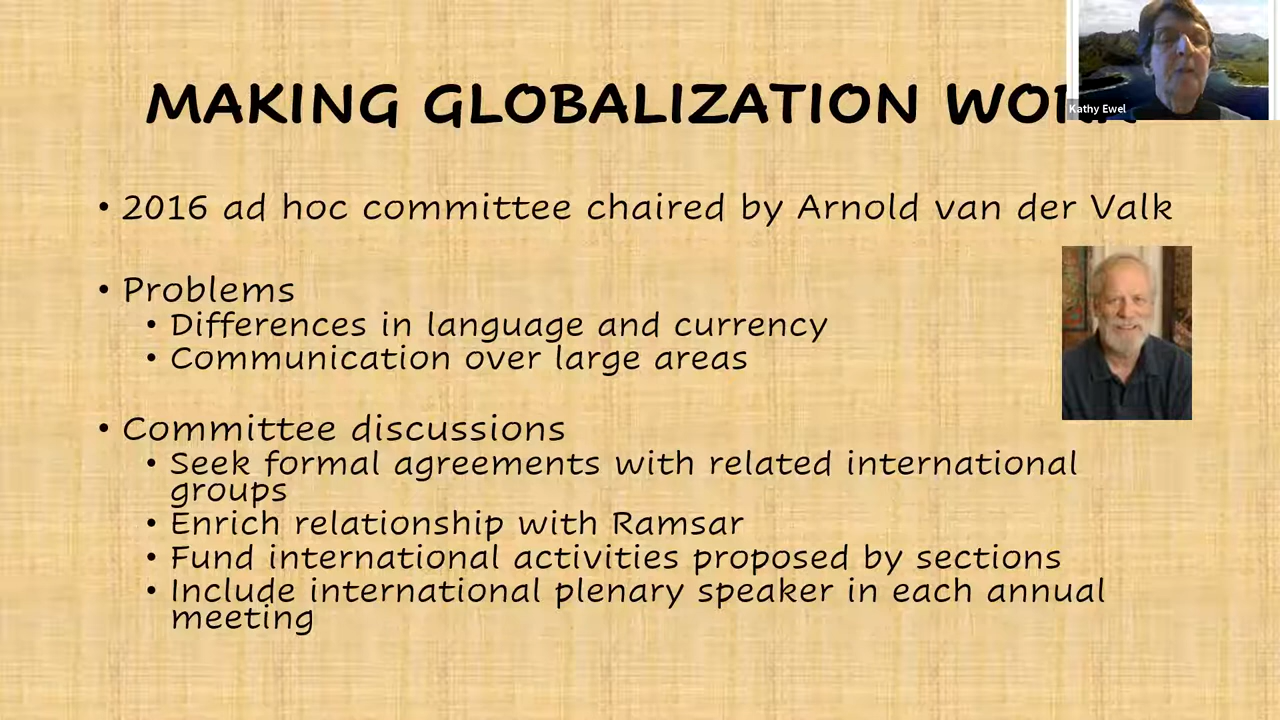 MAKING GLOBALIZATION WORK
Kathy Ewel
• 2016 ad hoc committee chaired by Arnold van der Valk
• Problems
• Differences in language and currency
• Communication over large areas
• Committee discussions
• Seek formal agreements with related international
groups
• Enrich relationship with Ramsar
• Fund international activities proposed by sections
• Include international plenary speaker in each annual
meeting